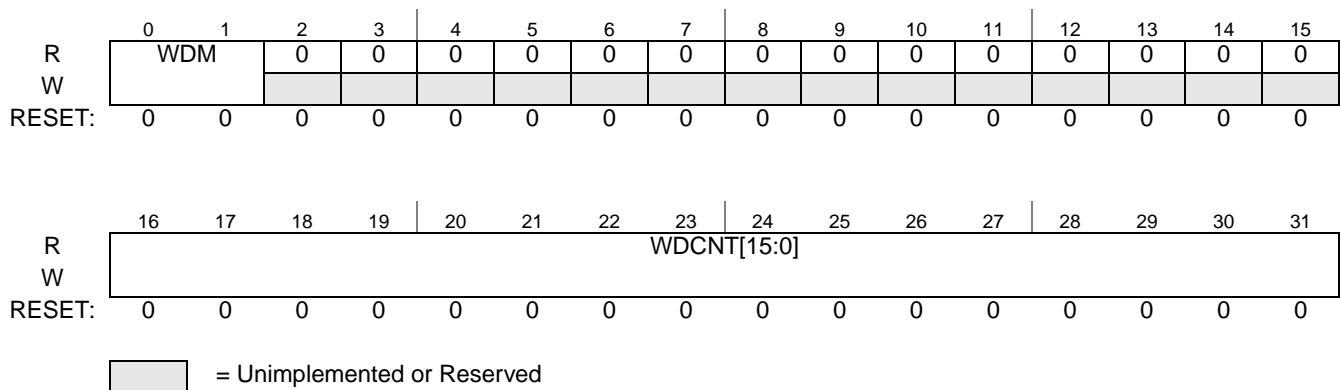 0 1 2 3 4 5 6 7 8 9 10 11 12 13 14 15
R WDM 0 0 0 0 0 0 0 0 0 0 0 0 0 0
W
RESET: 0 0 0 0 0 0 0 0 0 0 0 0 0 0 0 0
16 17 18 19 20 21 22 23 24 25 26 27 28 29 30 31
R WDCNT[15:0]
W
RESET: 0 0 0 0 0 0 0 0 0 0 0 0 0 0 0 0
= Unimplemented or Reserved